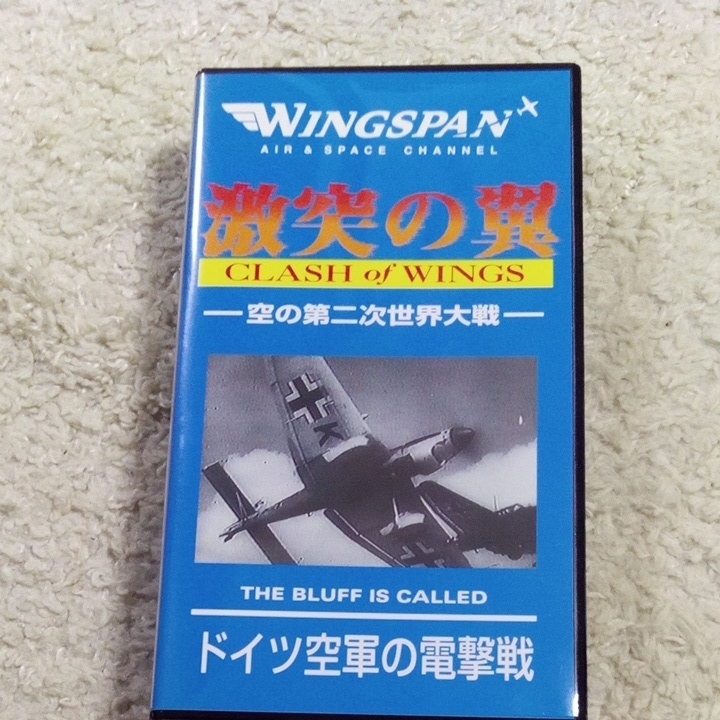 WINGSPAN
AIR & SPACE CHANNEL
激突の翼
CLASH of WINGS
―空の第二次世界大戦―
K
THE BLUFF IS CALLED
ドイツ空軍の電撃戦